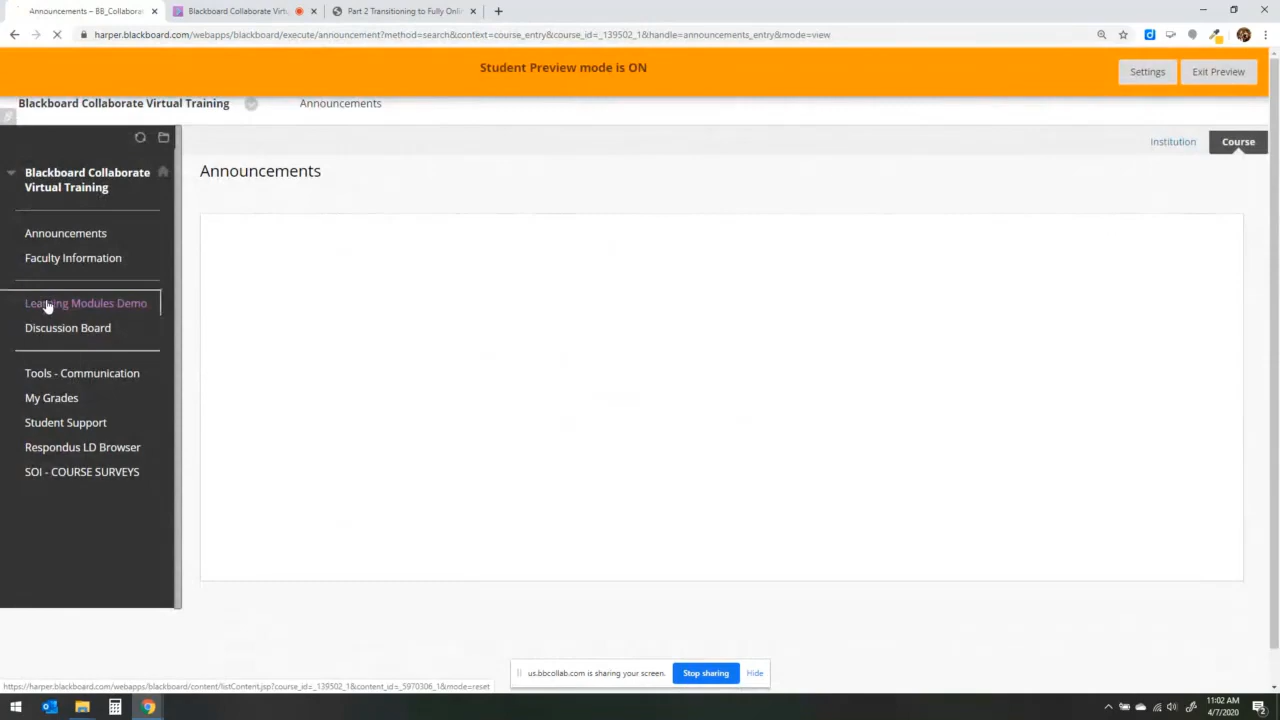 Announcements – BB_Collabora
Blackboard Collaborate Virtu
Part 2 Transitioning to Fully Onli
harper.blackboard.com/webapps/blackboard/execute/announcement?method=search&context=course_entry&course_id=_139502_1&handle=announcements_entry&mode=view
Student Preview mode is ON
Settings
Exit Preview
Blackboard Collaborate Virtual Training
Announcements
Institution
Course
Blackboard Collaborate
Virtual Training
Announcements
Announcements
Faculty Information
Learning Modules Demo
Discussion Board
Tools - Communication
My Grades
Student Support
Respondus LD Browser
SOI - COURSE SURVEYS
us.bbcollab.com is sharing your screen.
Stop sharing
Hide
https://harper.blackboard.com/webapps/blackboard/content/listContent.jsp?course_id=_139502_1&content_id=_5970306_1&mode=reset
11:02 AM
4/7/2020
2